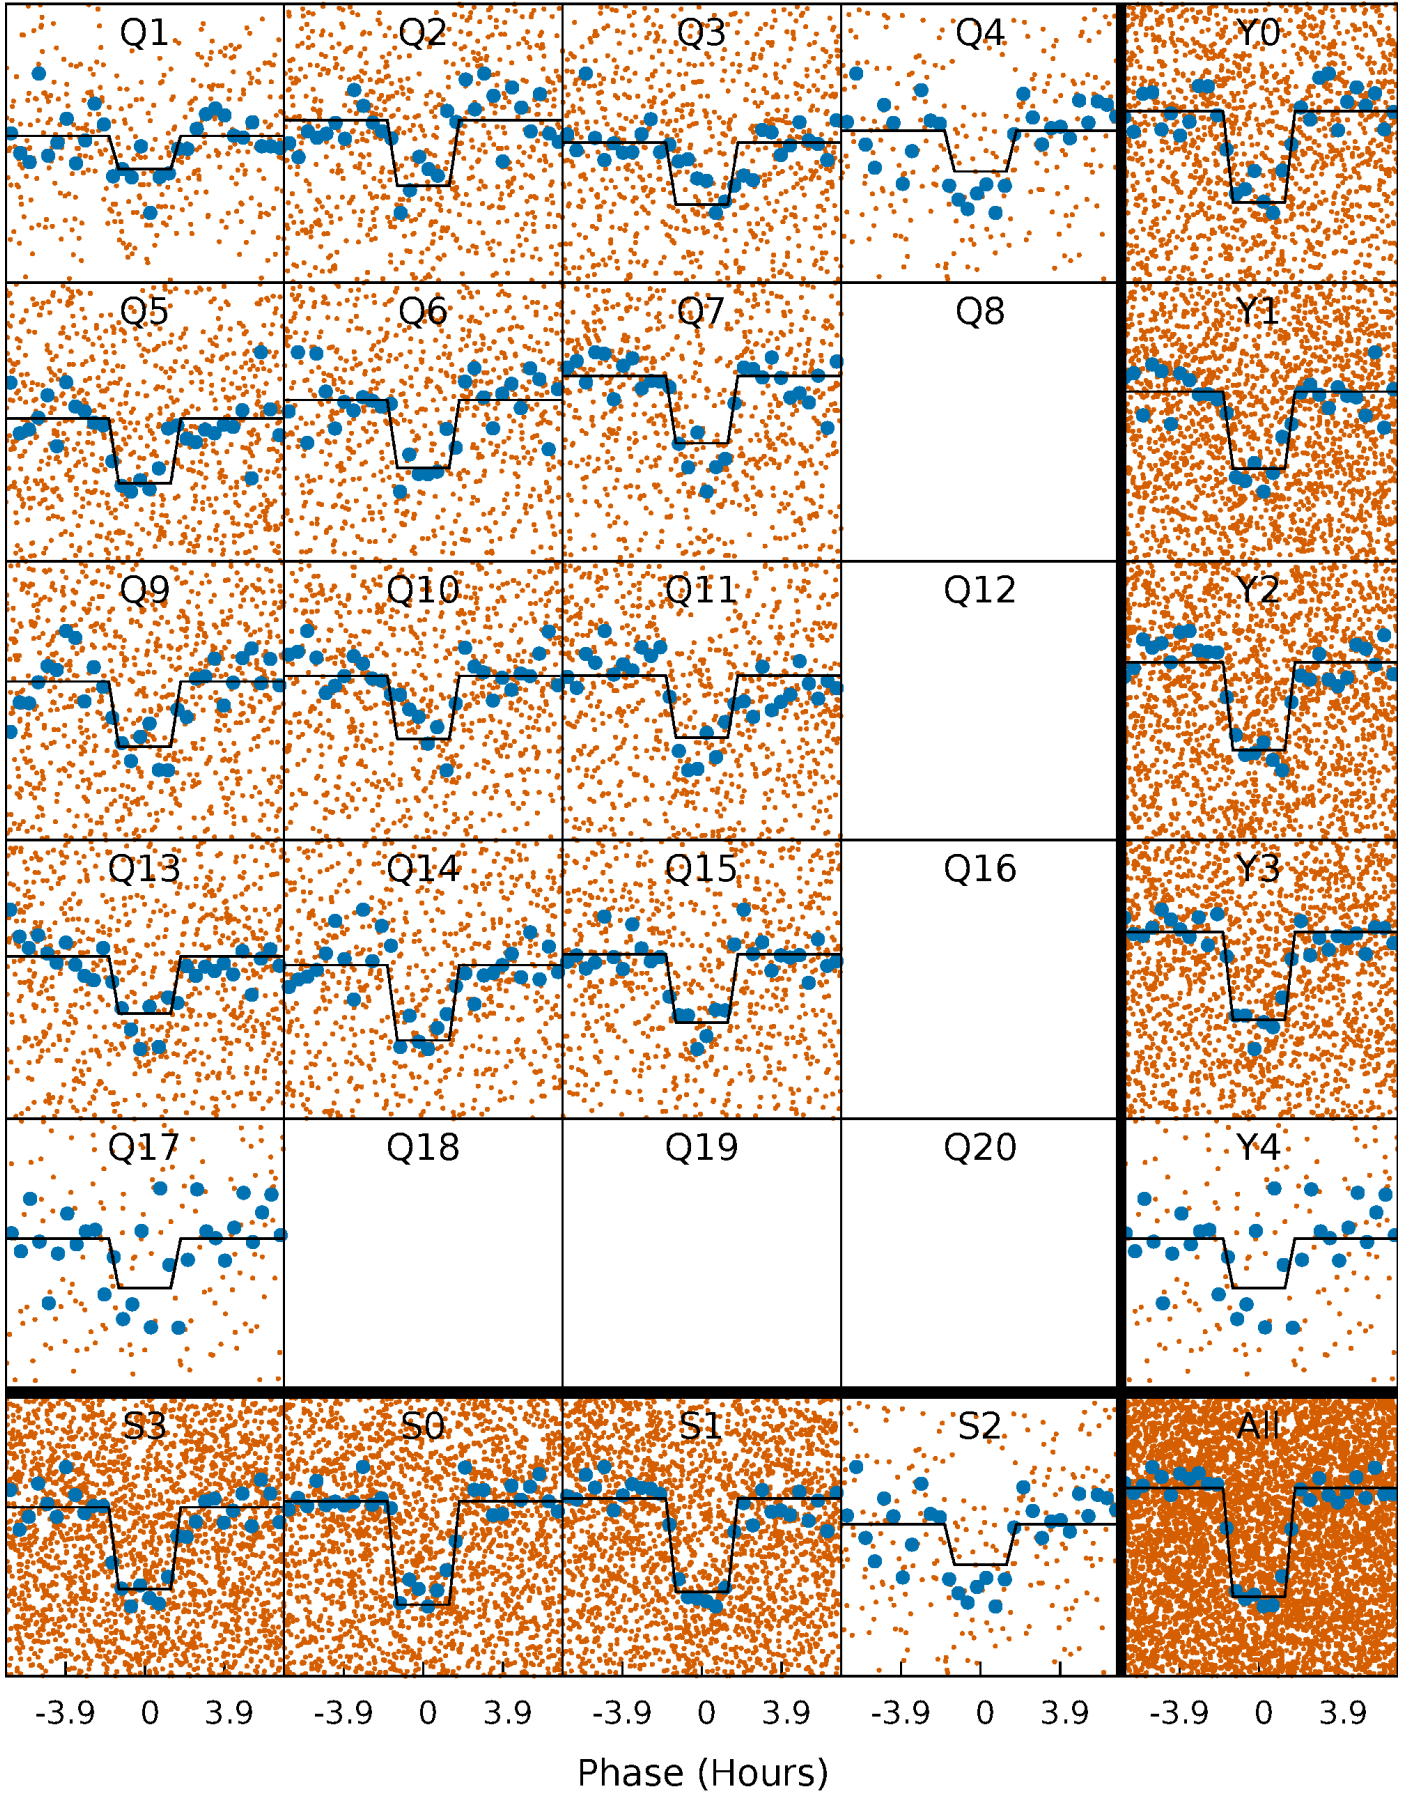 Q1 Q2 Q3 Q4 Y0
Q5 Q6 Q7 Q8 Y1
Q9 Q10 Q11 Q12 Y2
Q13 Q14 Q15 Q16 Y3
Q17 Q18 Q19 Q20 Y4
S3 S0 S1 S2 All
-3.9 0 3.9 -3.9 0 3.9 -3.9 0 3.9 -3.9 0 3.9 -3.9 0 3.9
Phase (Hours)